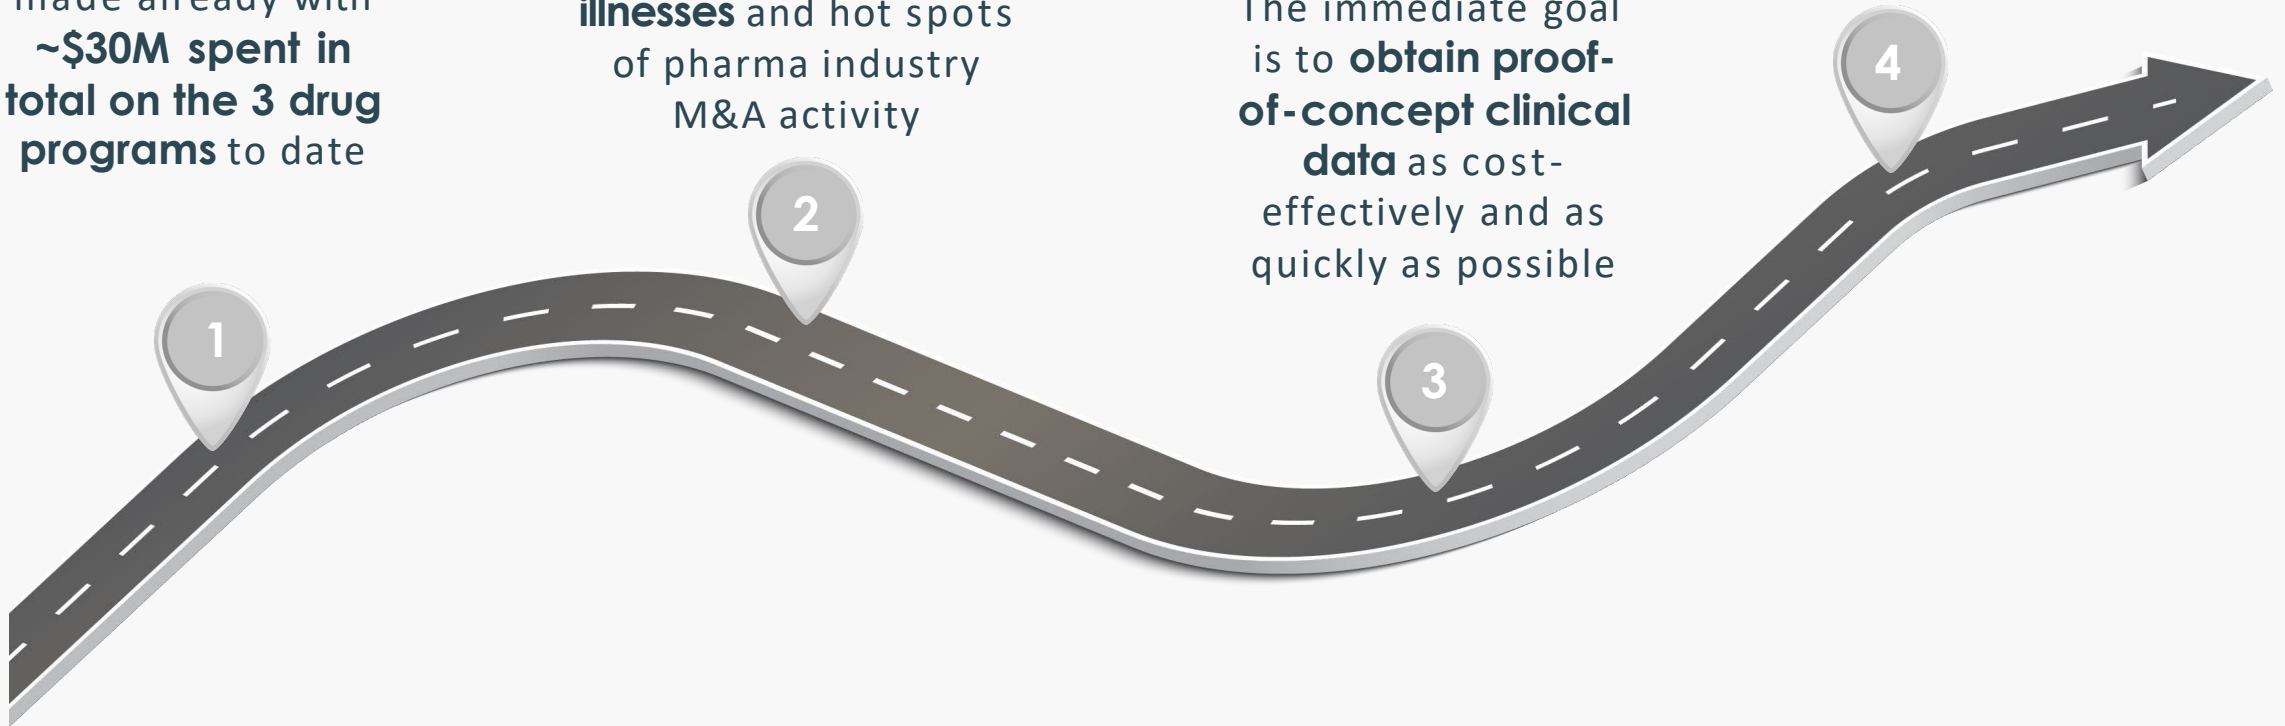 made already with
~$30M spent in
total on the 3 drug
programs to date
illnesses and hot spots
of pharma industry
M&A activity
The immediate goal
is to obtain proof-
of-concept clinical
data as cost-
effectively and as
quickly as possible
1
2
3
4